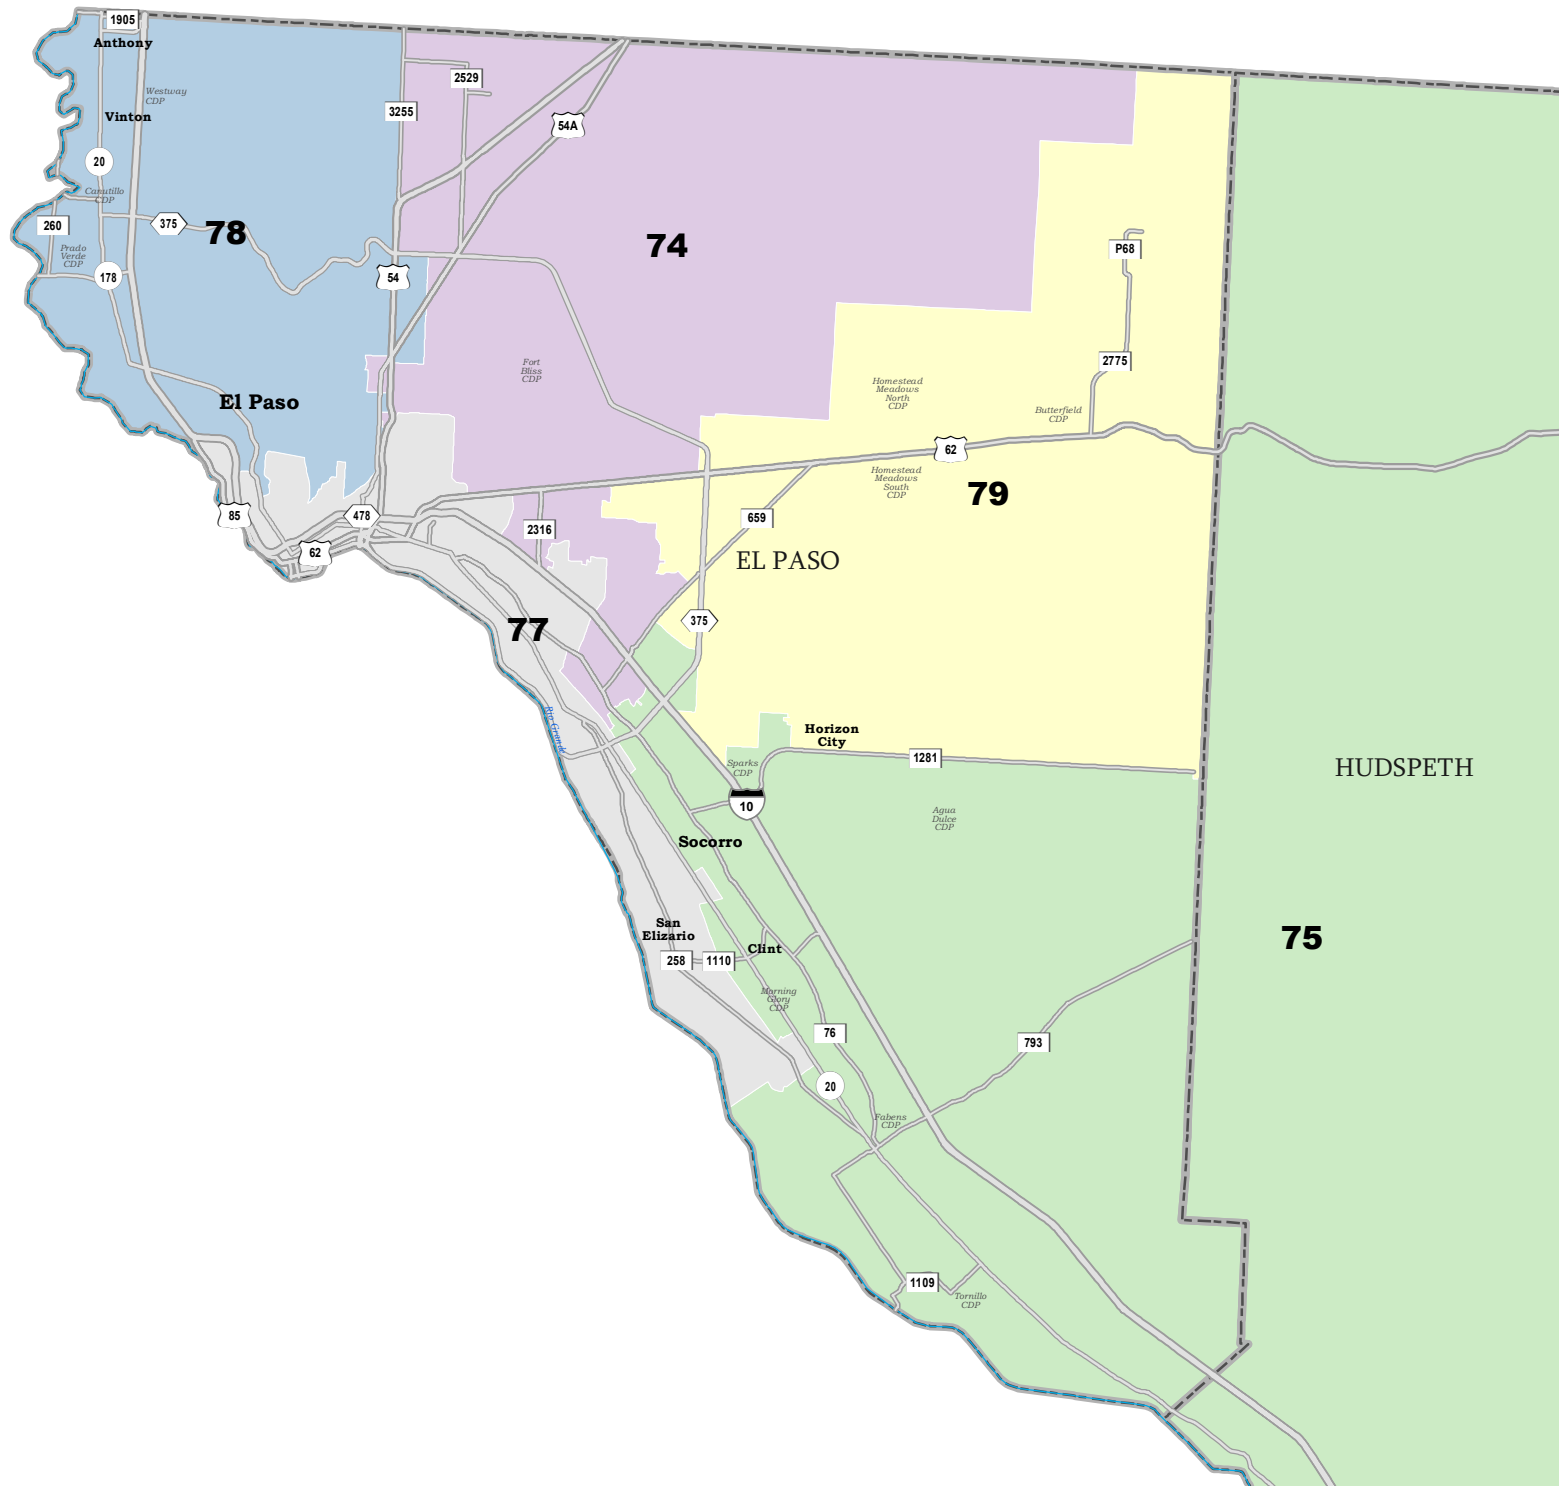 1905
Anthony
2529
Westway
CDP
3255
Vinton
54A
20
Canutillo
CDP
260
375
78
74
Prado
Verde
CDP
P68
178
54
Fort
Bliss
CDP
2775
Homestead
Meadows
North
CDP
El Paso
Butterfield
CDP
62
Homestead
Meadows
South
CDP
79
85
478
2316
659
62
EL PASO
375
77
Rio Grande
Horizon
City
1281
Sparks
CDP
HUDSPETH
10
Agua
Dulce
CDP
Socorro
San
Elizario
75
Clint
258
1110
Morning
Glory
CDP
76
793
20
Fabens
CDP
1109
Tornillo
CDP